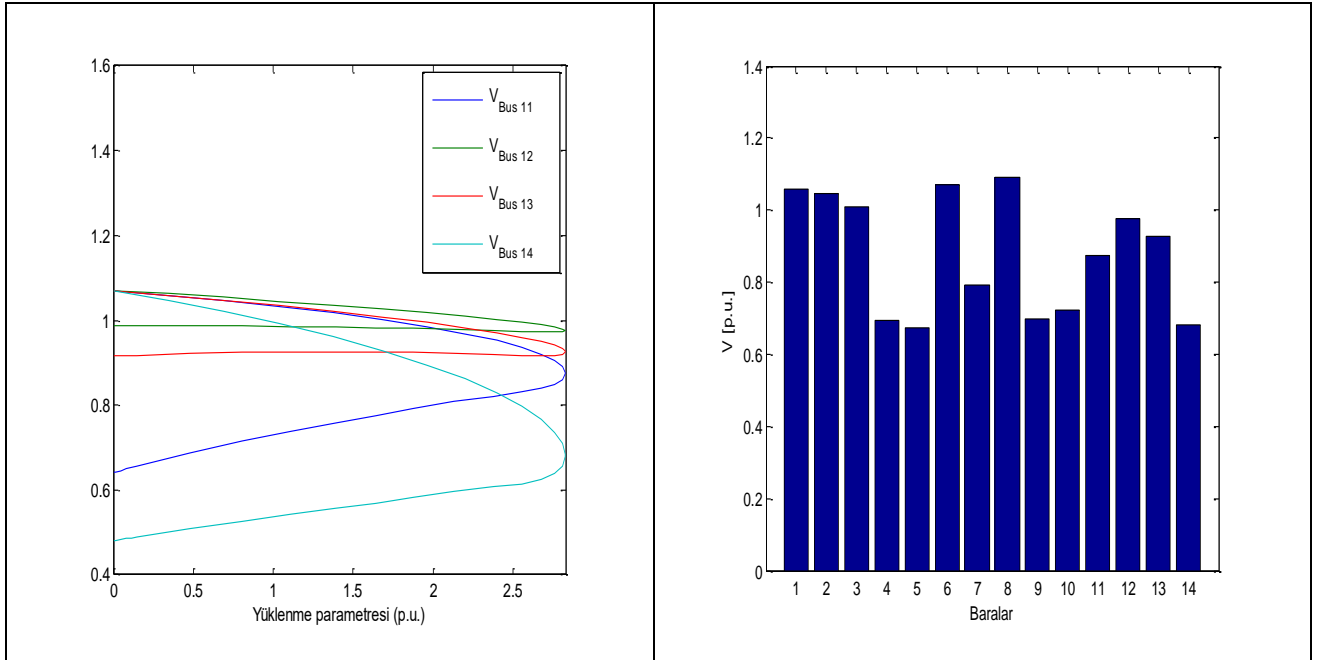 1.6
1.4
1.2
1
0.8
0.6
0.4
0 0.5 1 1.5 2 2.5
Yüklenme parametresi (p.u.)
V Bus 11
V Bus 12
V Bus 13
V Bus 14
1.4
1.2
1
0.8
0.6
0.4
0.2
0
V [p.u.]
1 2 3 4 5 6 7 8 9 10 11 12 13 14
Baralar